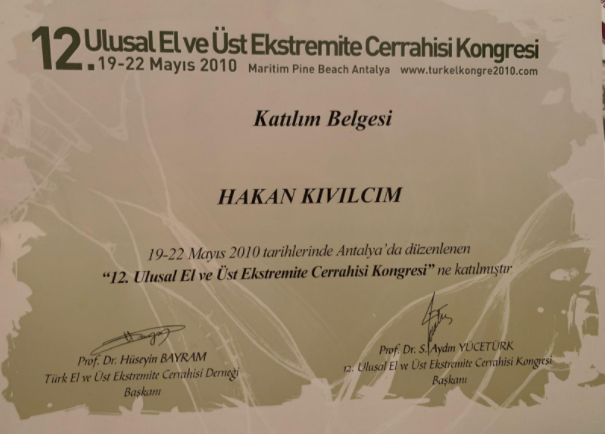 12. Ulusal El ve Üst Ekstremite Cerrahisi Kongresi
19-22 Mayıs 2010 Maritim Pine Beach Antalya www.turkelkongre2010.com
Katılım Belgesi
HAKAN KIVILCIM
19-22 Mayıs 2010 tarihlerinde Antalya'da düzenlenen
“12. Ulusal El ve Üst Ekstremite Cerrahisi Kongresi” ne katılmıştır
Prof. Dr. Hüseyin BAYRAM
Türk El ve Üst Ekstremite Cerrahisi Derneği
Başkanı
Prof. Dr. S. Aydın YÜCETÜRK
12. Ulusal El ve Üst Ekstremite Cerrahisi Kongresi
Başkanı